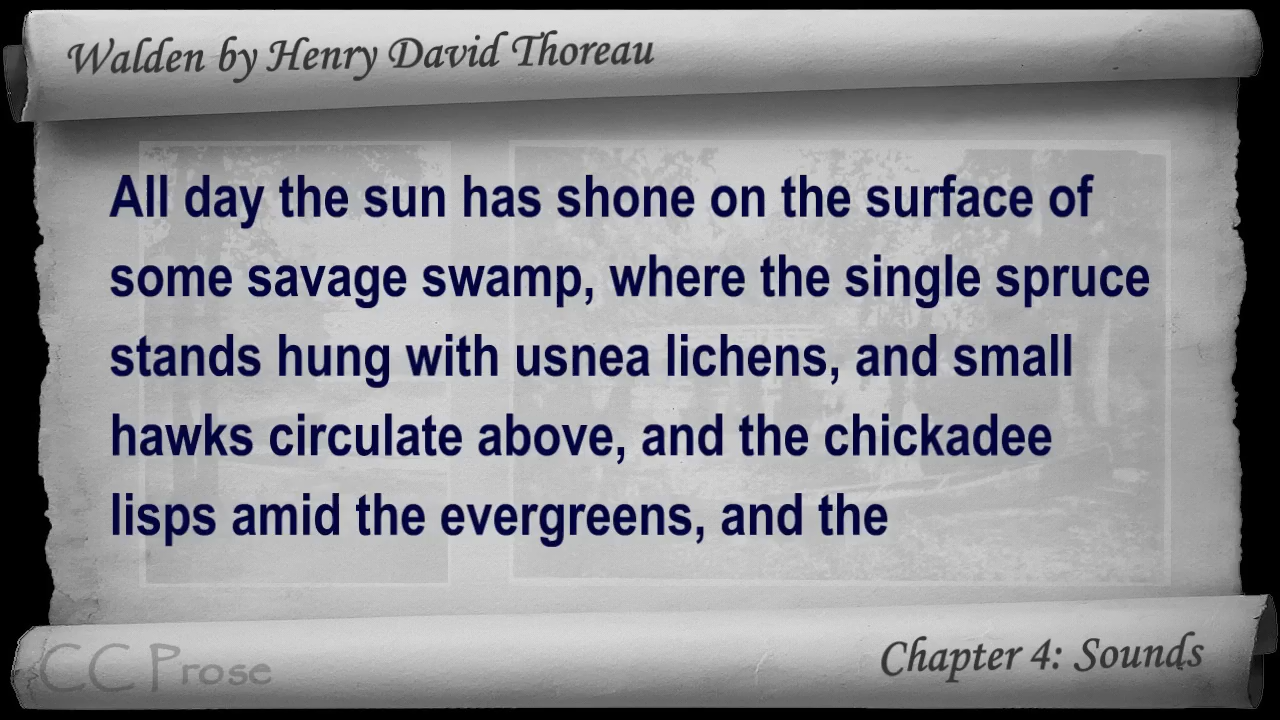 Walden by Henry David Thoreau
All day the sun has shone on the surface of
some savage swamp, where the single spruce
stands hung with usnea lichens, and small
hawks circulate above, and the chickadee
lisps amid the evergreens, and the
CC Prose
Chapter 4: Sounds